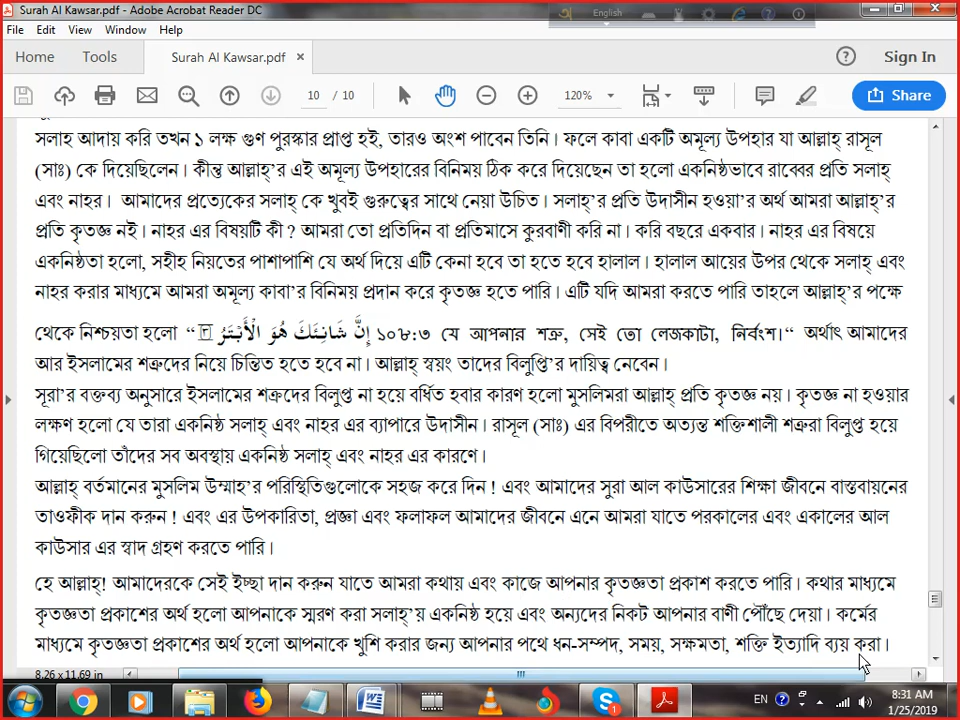 Surah Al Kawsar.pdf - Adobe Acrobat Reader DC
English
File Edit View Window Help
Home Tools Surah Al Kawsar.pdf × Sign In
10 / 10 120% Share
সলাহ্ আদায় করি তখন ১ লক্ষ গুণ পুরস্কার প্রাপ্ত হই, তারও অংশ পাবেন তিনি। ফলে কাবা একটি অমূল্য উপহার যা আল্লাহ্ রাসূল
(সাঃ) কে দিয়েছিলেন। কীন্তু আল্লাহ্’র এই অমূল্য উপহারের বিনিময় ঠিক করে দিয়েছেন তা হলো একনিষ্ঠভাবে রাব্বের প্রতি সলাহ্
এবং নাহর। আমাদের প্রত্যেকের সলাহ্ কে খুবই গুরুত্বের সাথে নেয়া উচিত। সলাহ্’র প্রতি উদাসীন হওয়া’র অর্থ আমরা আল্লাহ্’র
প্রতি কৃতজ্ঞ নই। নাহর এর বিষয়টি কী ? আমরা তো প্রতিদিন বা প্রতিমাসে কুরবাণী করি না। করি বছরে একবার। নাহর এর বিষয়ে
একনিষ্ঠতা হলো, সহীহ নিয়তের পাশাপাশি যে অর্থ দিয়ে এটি কেনা হবে তা হতে হবে হালাল। হালাল আয়ের উপর থেকে সলাহ্ এবং
নাহর করার মাধ্যমে আমরা অমূল্য কাবা’র বিনিময় প্রদান করে কৃতজ্ঞ হতে পারি। এটি যদি আমরা করতে পারি তাহলে আল্লাহ্’র পক্ষে
থেকে নিশ্চয়তা হলো “ إِنَّ شَانِئَكَ هُوَ الْأَبْتَرُ ১০৮:৩ যে আপনার শত্রু, সেই তো লেজকাটা, নির্বংশ।“ অর্থাৎ আমাদের
আর ইসলামের শত্রুদের নিয়ে চিন্তিত হতে হবে না। আল্লাহ্ স্বয়ং তাদের বিলুপ্তি’র দায়িত্ব নেবেন।
সূরা’র বক্তব্য অনুসারে ইসলামের শত্রুদের বিলুপ্ত না হয়ে বর্ধিত হবার কারণ হলো মুসলিমরা আল্লাহ্ প্রতি কৃতজ্ঞ নয়। কৃতজ্ঞ না হওয়ার
লক্ষণ হলো যে তারা একনিষ্ঠ সলাহ্ এবং নাহর এর ব্যাপারে উদাসীন। রাসূল (সাঃ) এর বিপরীতে অত্যন্ত শক্তিশালী শত্রুরা বিলুপ্ত হয়ে
গিয়েছিলো তাঁদের সব অবস্থায় একনিষ্ঠ সলাহ্ এবং নাহর এর কারণে।
আল্লাহ্ বর্তমানের মুসলিম উম্মাহ’র পরিস্থিতিগুলোকে সহজ করে দিন ! এবং আমাদের সুরা আল কাউসারের শিক্ষা জীবনে বাস্তবায়নের
তাওফীক দান করুন ! এবং এর উপকারিতা, প্রজ্ঞা এবং ফলাফল আমাদের জীবনে এনে আমরা যাতে পরকালের এবং একালের আল
কাউসার এর স্বাদ গ্রহণ করতে পারি।
হে আল্লাহ্! আমাদেরকে সেই ইচ্ছা দান করুন যাতে আমরা কথায় এবং কাজে আপনার কৃতজ্ঞতা প্রকাশ করতে পারি। কথার মাধ্যমে
কৃতজ্ঞতা প্রকাশের অর্থ হলো আপনাকে স্মরণ করা সলাহ্’য় একনিষ্ঠ হয়ে এবং অন্যদের নিকট আপনার বাণী পৌঁছে দেয়া। কর্মের
মাধ্যমে কৃতজ্ঞতা প্রকাশের অর্থ হলো আপনাকে খুশি করার জন্য আপনার পথে ধন-সম্পদ, সময়, সক্ষমতা, শক্তি ইত্যাদি ব্যয় করা।
8.26 x 11.69 in
EN 8:31 AM
1/25/2019